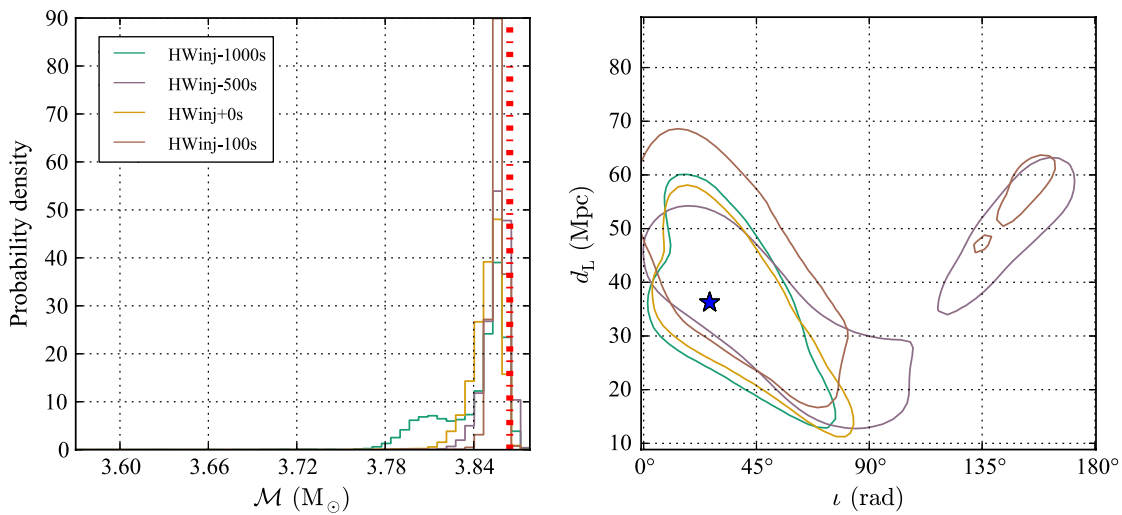 90
80
70
60
50
40
30
20
10
0
Probability density
HWinj-1000s
HWinj-500s
HWinj+0s
HWinj-100s
3.60 3.66 3.72 3.78 3.84
ℳ (M⊙)
80
70
60
50
40
30
20
10
d_L (Mpc)
0° 45° 90° 135° 180°
ι (rad)